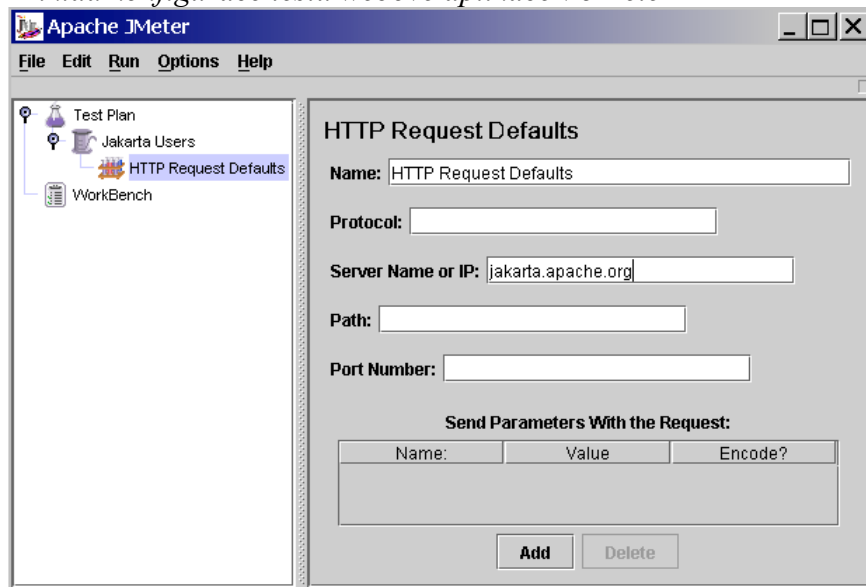 Apache JMeter
File Edit Run Options Help
Test Plan
Jakarta Users
HTTP Request Defaults
WorkBench
HTTP Request Defaults
Name: HTTP Request Defaults
Protocol:
Server Name or IP: jakarta.apache.org
Path:
Port Number:
Send Parameters With the Request:
Name: Value Encode?
Add Delete